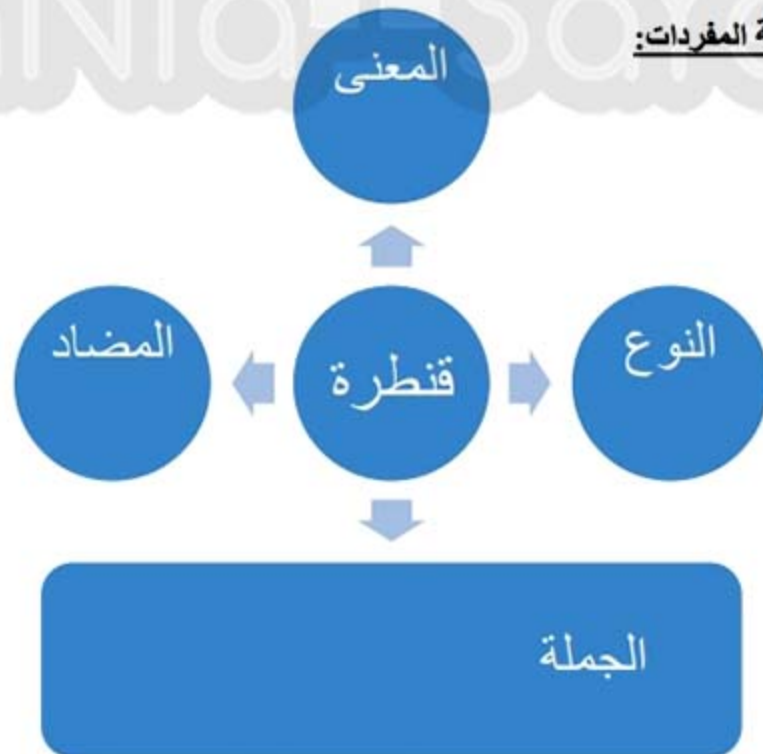 المفردات:
المعنى
النوع
قنطرة
المضاد
الجملة